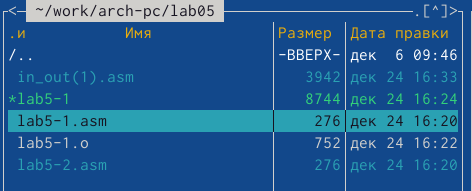 <─ ~/work/arch-pc/lab05 ─.[^]>
.и Имя Размер Дата правки
/.. -ВВЕРХ- дек 6 09:46
in_out(1).asm 3942 дек 24 16:33
*lab5-1 8744 дек 24 16:24
lab5-1.asm 276 дек 24 16:20
lab5-1.o 752 дек 24 16:22
lab5-2.asm 276 дек 24 16:20